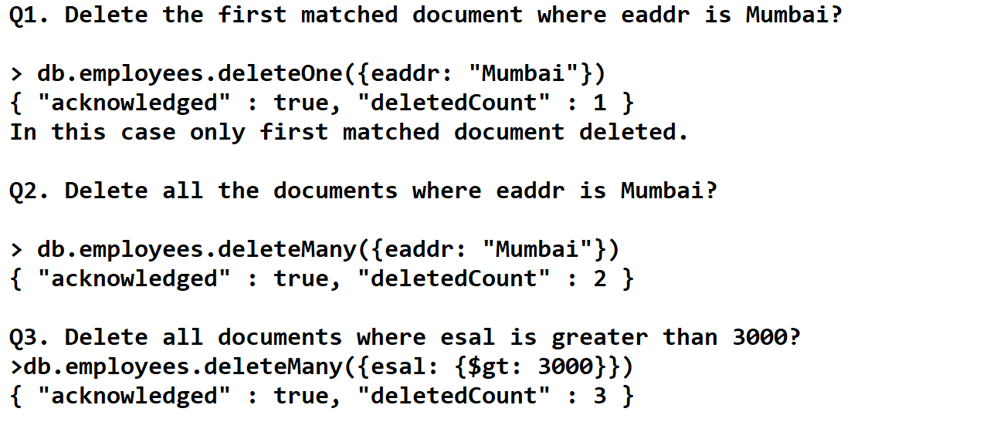 Q1. Delete the first matched document where eaddr is Mumbai?
> db.employees.deleteOne({eaddr: "Mumbai"})
{ "acknowledged" : true, "deletedCount" : 1 }
In this case only first matched document deleted.
Q2. Delete all the documents where eaddr is Mumbai?
> db.employees.deleteMany({eaddr: "Mumbai"})
{ "acknowledged" : true, "deletedCount" : 2 }
Q3. Delete all documents where esal is greater than 3000?
>db.employees.deleteMany({esal: {$gt: 3000}})
{ "acknowledged" : true, "deletedCount" : 3 }